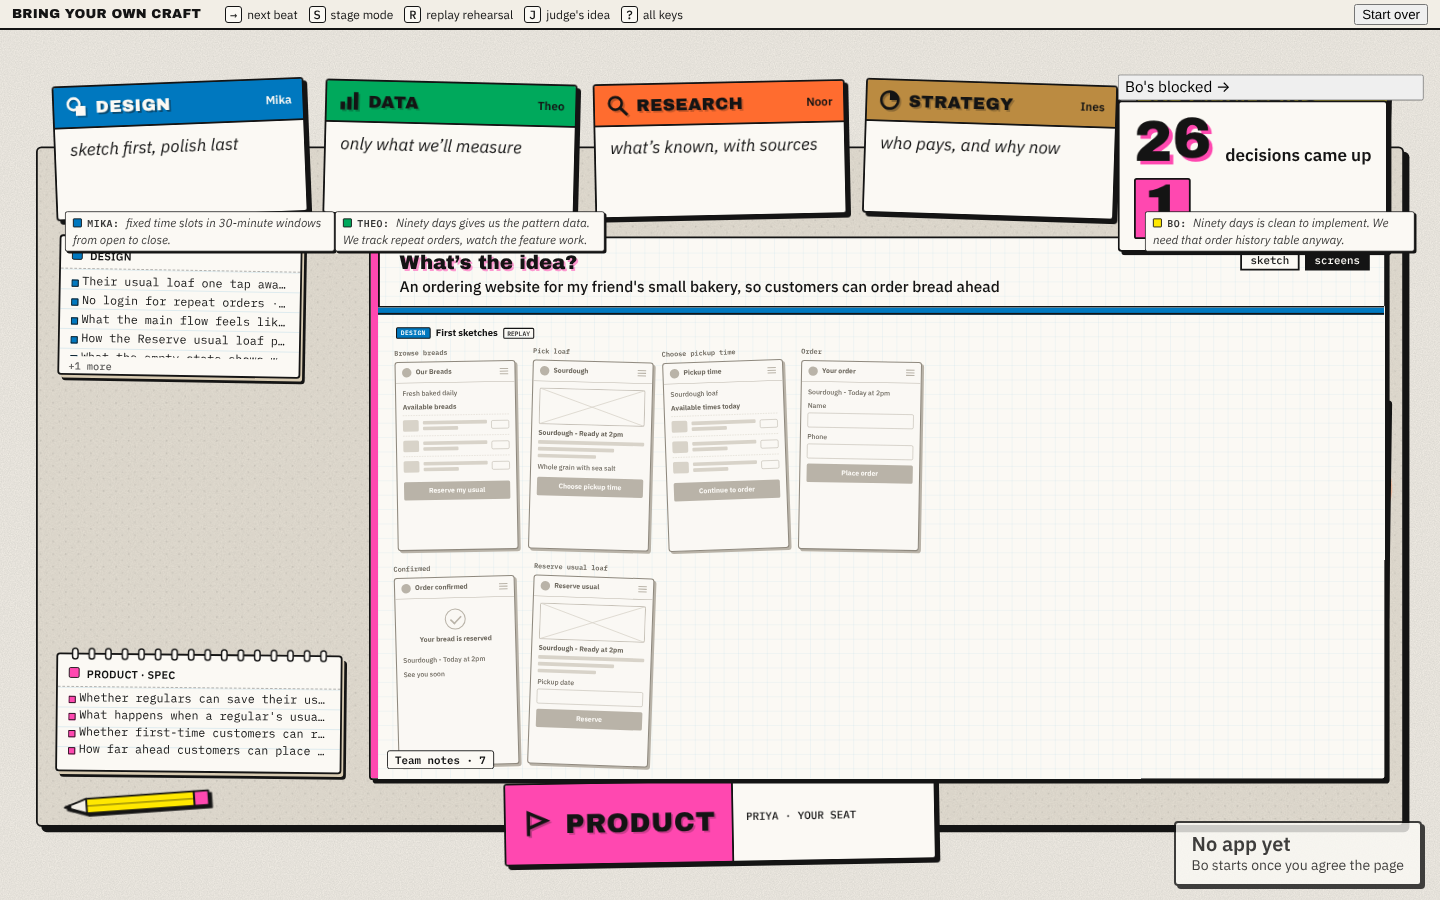 BRING YOUR OWN CRAFT
→ next beat S stage mode R replay rehearsal J judge's idea ? all keys
Start over
DESIGN Mika
sketch first, polish last
DATA Theo
only what we'll measure
RESEARCH Noor
what's known, with sources
STRATEGY Ines
who pays, and why now
Bo's blocked →
26 decisions came up
1
MIKA: fixed time slots in 30-minute windows
from open to close.
THEO: Ninety days gives us the pattern data.
We track repeat orders, watch the feature work.
BO: Ninety days is clean to implement. We
need that order history table anyway.
DESIGN
Their usual loaf one tap awa…
No login for repeat orders ·…
What the main flow feels lik…
How the Reserve usual loaf p…
What the empty state shows w…
+1 more
What's the idea?
An ordering website for my friend's small bakery, so customers can order bread ahead
sketch screens
DESIGN First sketches REPLAY
Browse breads
Our Breads
Fresh baked daily
Available breads
Reserve my usual
Pick loaf
Sourdough
Sourdough - Ready at 2pm
Whole grain with sea salt
Choose pickup time
Choose pickup time
Pickup time
Sourdough loaf
Available times today
Continue to order
Order
Your order
Sourdough - Today at 2pm
Name
Phone
Place order
Confirmed
Order confirmed
Your bread is reserved
Sourdough - Today at 2pm
See you soon
Reserve usual loaf
Reserve usual
Sourdough - Ready at 2pm
Pickup date
Reserve
Team notes · 7
PRODUCT · SPEC
Whether regulars can save their us…
What happens when a regular's usua…
Whether first-time customers can r…
How far ahead customers can place …
PRODUCT
PRIYA · YOUR SEAT
No app yet
Bo starts once you agree the page